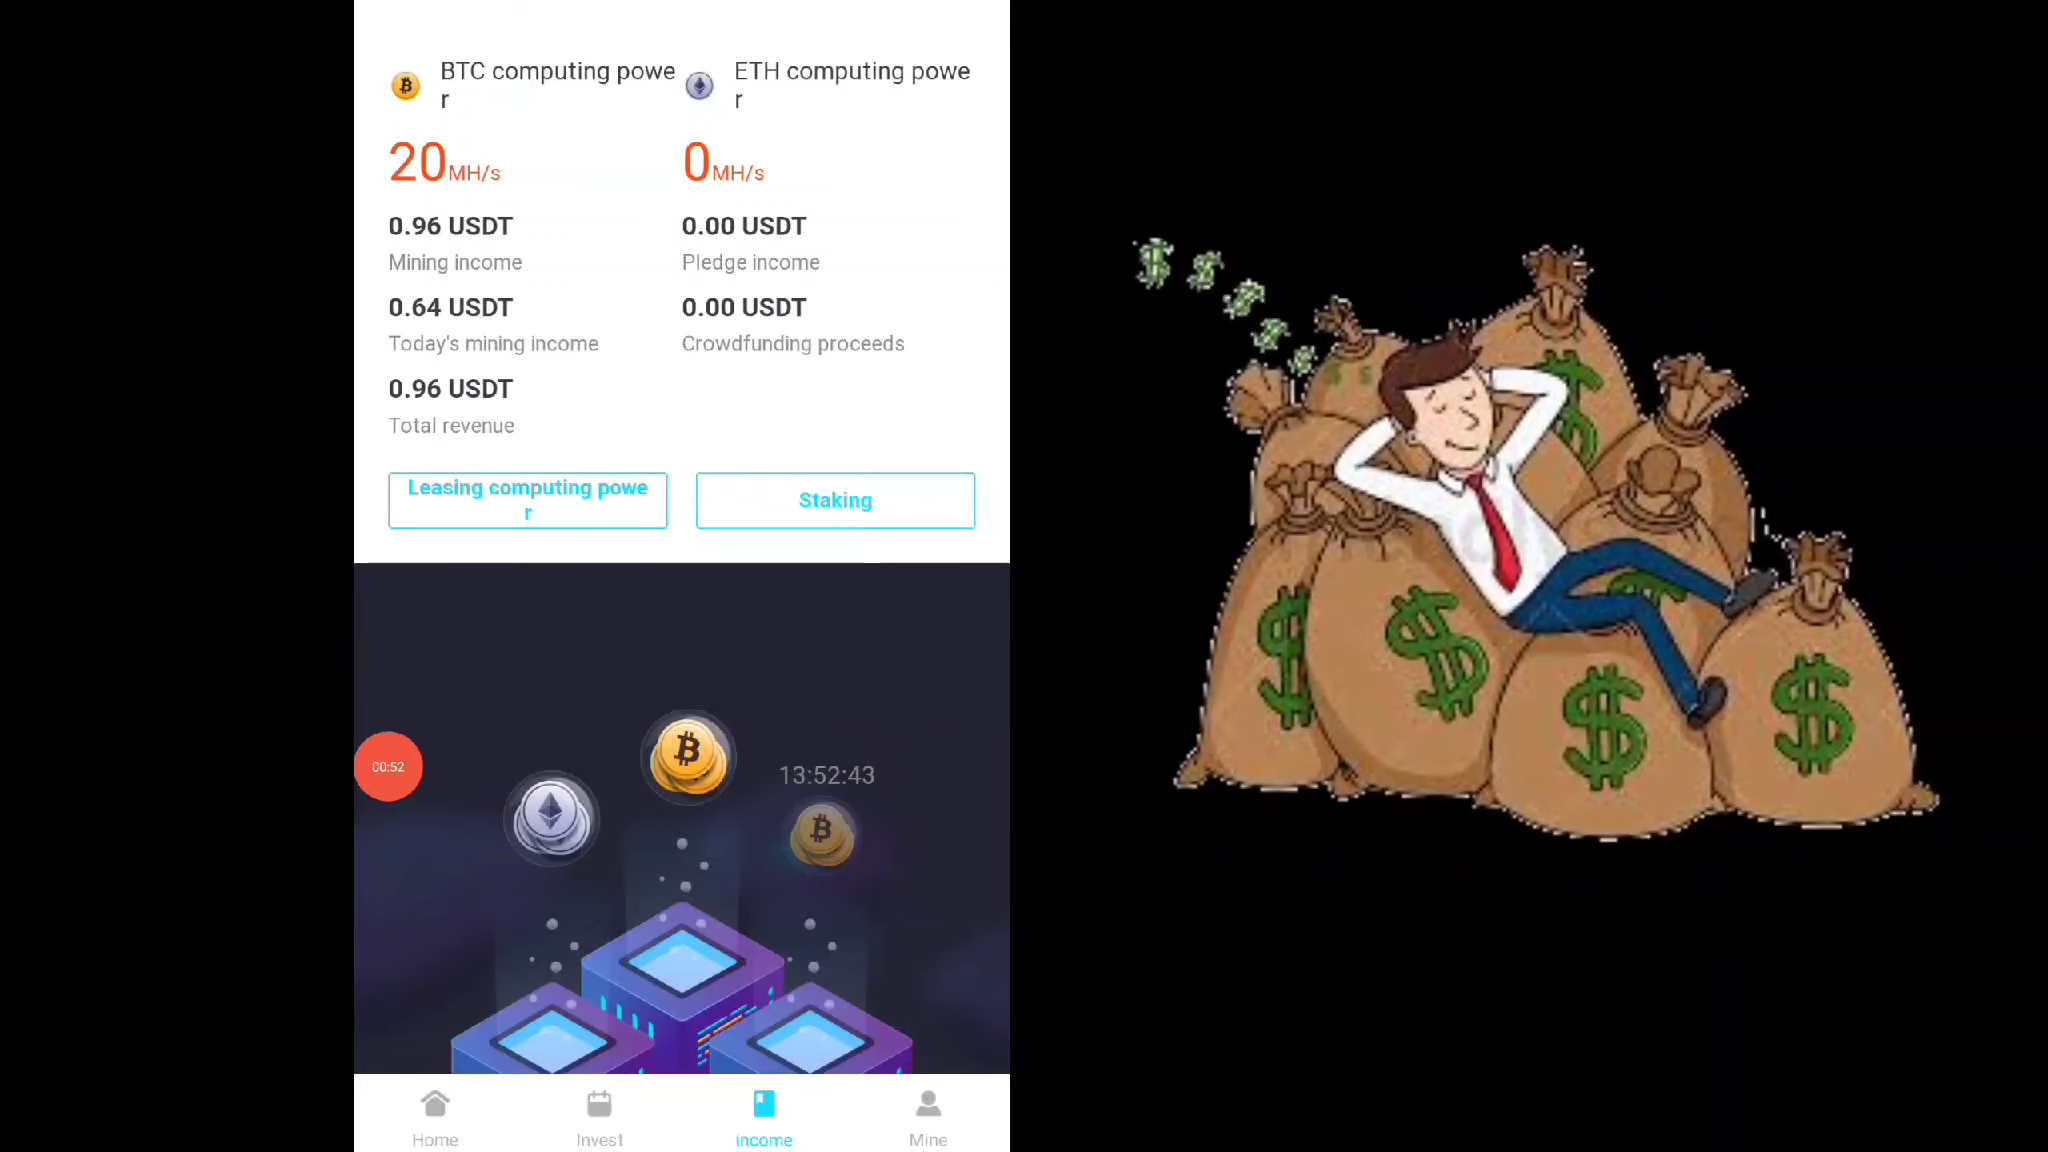 BTC computing powe
r
ETH computing powe
r
20MH/s
0MH/s
0.96 USDT
0.00 USDT
Mining income
Pledge income
0.64 USDT
0.00 USDT
Today's mining income
Crowdfunding proceeds
0.96 USDT
Total revenue
Leasing computing powe
r
Staking
00:52
13:52:43
Home
Invest
income
Mine